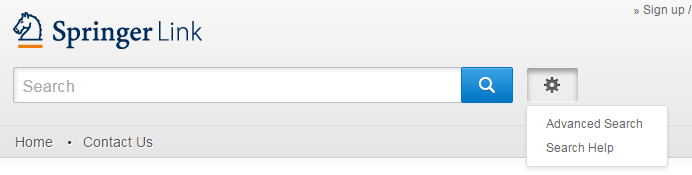 » Sign up /
Springer Link
Search
Advanced Search
Search Help
Home • Contact Us